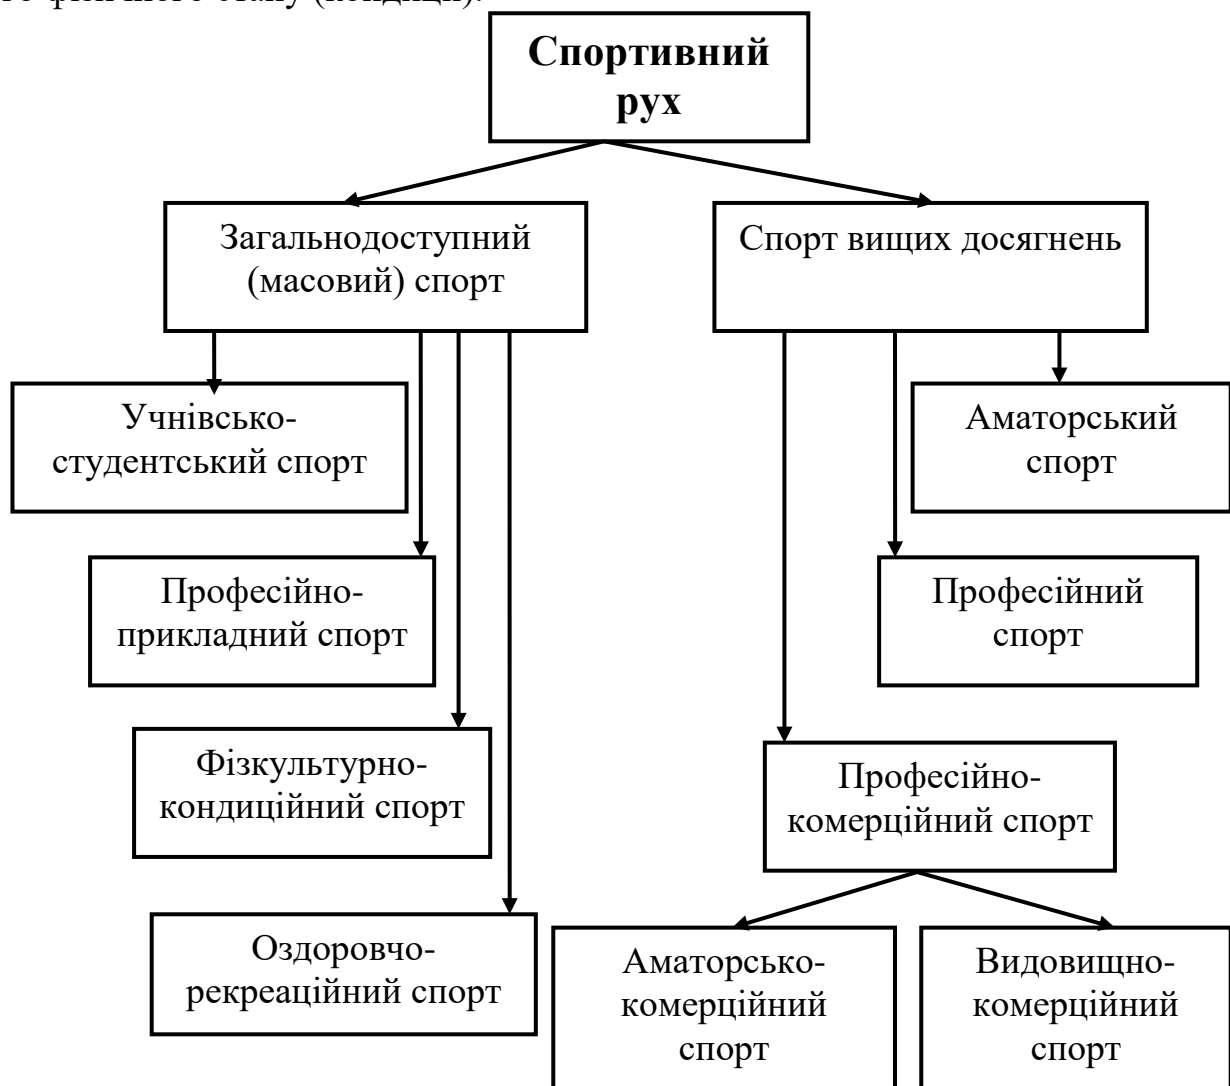 (кондиції).
Спортивний
рух
Загальнодоступний
(масовий) спорт
Спорт вищих досягнень
Учнівсько-
студентський спорт
Аматорський
спорт
Професійно-
прикладний спорт
Професійний
спорт
Фізкультурно-
кондиційний спорт
Професійно-
комерційний спорт
Оздоровчо-
рекреаційний спорт
Аматорсько-
комерційний
спорт
Видовищно-
комерційний
спорт